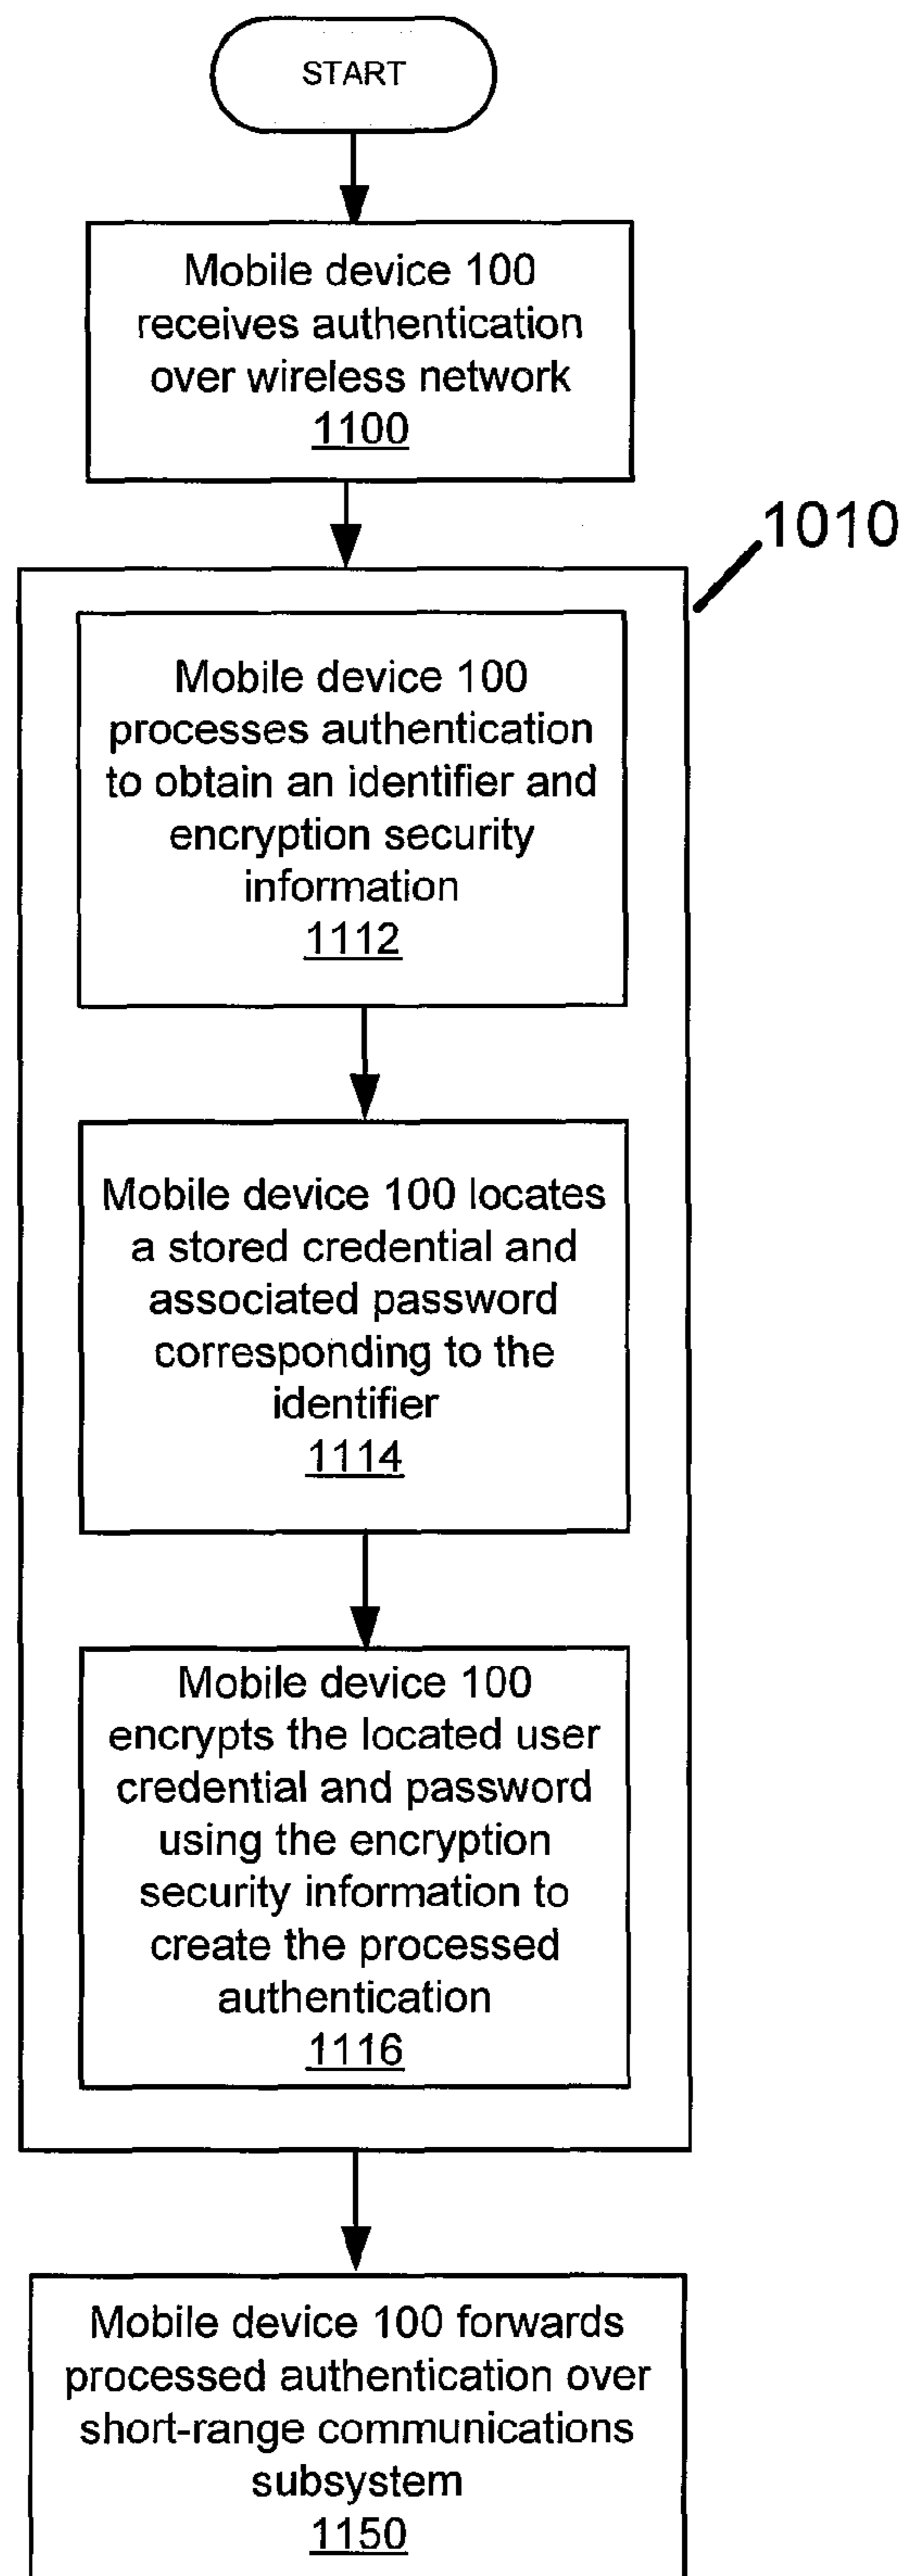 START
Mobile device 100
receives authentication
over wireless network
1100
1010
Mobile device 100
processes authentication
to obtain an identifier and
encryption security
information
1112
Mobile device 100 locates
a stored credential and
associated password
corresponding to the
identifier
1114
Mobile device 100
encrypts the located user
credential and password
using the encryption
security information to
create the processed
authentication
1116
Mobile device 100 forwards
processed authentication over
short-range communications
subsystem
1150